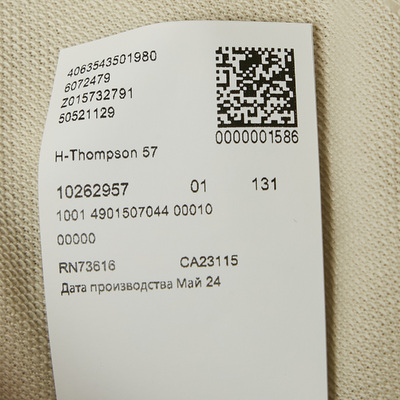 4063543501980
6072479
Z015732791
50521129
0000001586
H-Thompson 57
10262957 01 131
1001 4901507044 00010
00000
RN73616 CA23115
Дата производства Май 24